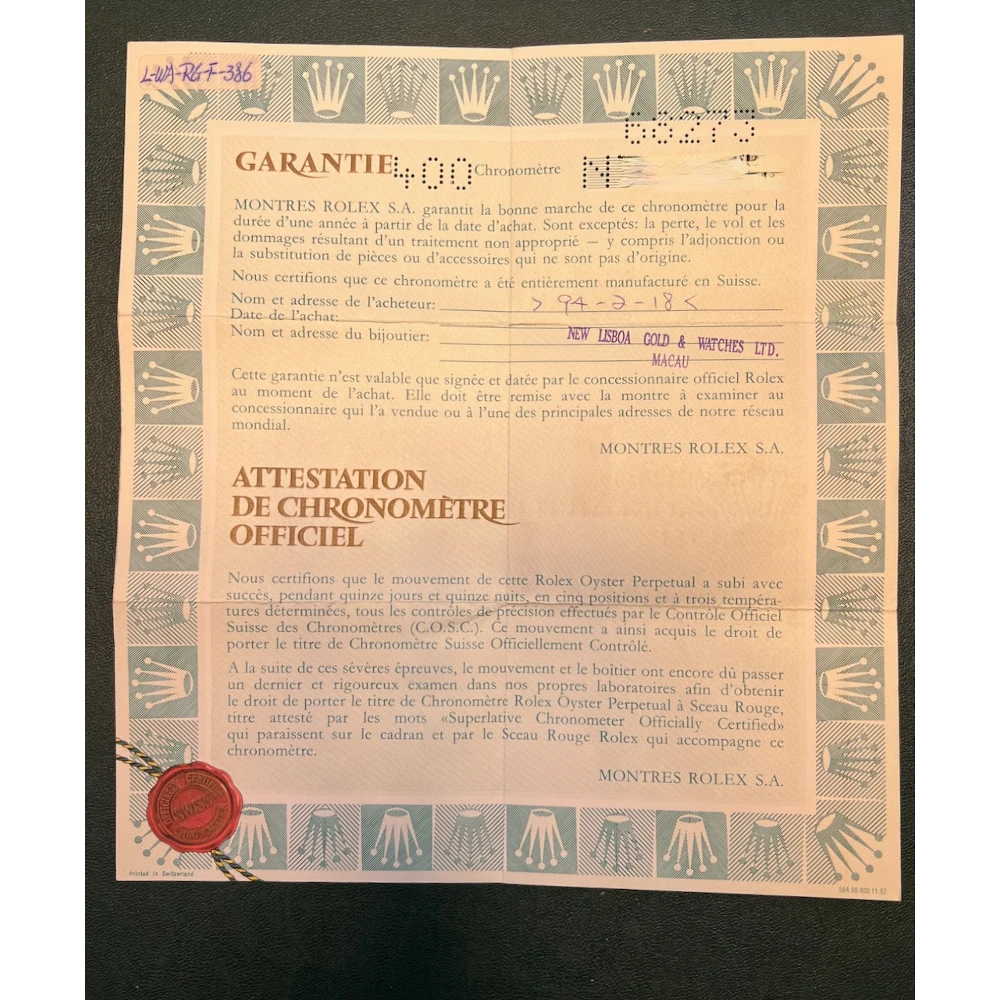 L-WA-RG-F-386
68273
GARANTIE 400 Chronomètre N
MONTRES ROLEX S.A. garantit la bonne marche de ce chronomètre pour la
durée d'une année à partir de la date d'achat. Sont exceptés: la perte, le vol et les
dommages résultant d'un traitement non approprié — y compris l'adjonction ou
la substitution de pièces ou d'accessoires qui ne sont pas d'origine.
Nous certifions que ce chronomètre a été entièrement manufacturé en Suisse.
Nom et adresse de l'acheteur: > 94-2-18 <
Date de l'achat:
Nom et adresse du bijoutier: NEW LISBOA GOLD & WATCHES LTD.
MACAU
Cette garantie n'est valable que signée et datée par le concessionnaire officiel Rolex
au moment de l'achat. Elle doit être remise avec la montre à examiner au
concessionnaire qui l'a vendue ou à l'une des principales adresses de notre réseau
mondial.
MONTRES ROLEX S.A.
ATTESTATION
DE CHRONOMÈTRE
OFFICIEL
Nous certifions que le mouvement de cette Rolex Oyster Perpetual a subi avec
succès, pendant quinze jours et quinze nuits, en cinq positions et à trois tempéra-
tures déterminées, tous les contrôles de précision effectués par le Contrôle Officiel
Suisse des Chronomètres (C.O.S.C.). Ce mouvement a ainsi acquis le droit de
porter le titre de Chronomètre Suisse Officiellement Contrôlé.
A la suite de ces sévères épreuves, le mouvement et le boîtier ont encore dû passer
un dernier et rigoureux examen dans nos propres laboratoires afin d'obtenir
le droit de porter le titre de Chronomètre Rolex Oyster Perpetual à Sceau Rouge,
titre attesté par les mots «Superlative Chronometer Officially Certified»
qui paraissent sur le cadran et par le Sceau Rouge Rolex qui accompagne ce
chronomètre.
MONTRES ROLEX S.A.
OFFICIALLY CERTIFIED
SWISS
CHRONOMETER
Printed in Switzerland
564.00.400.11.92